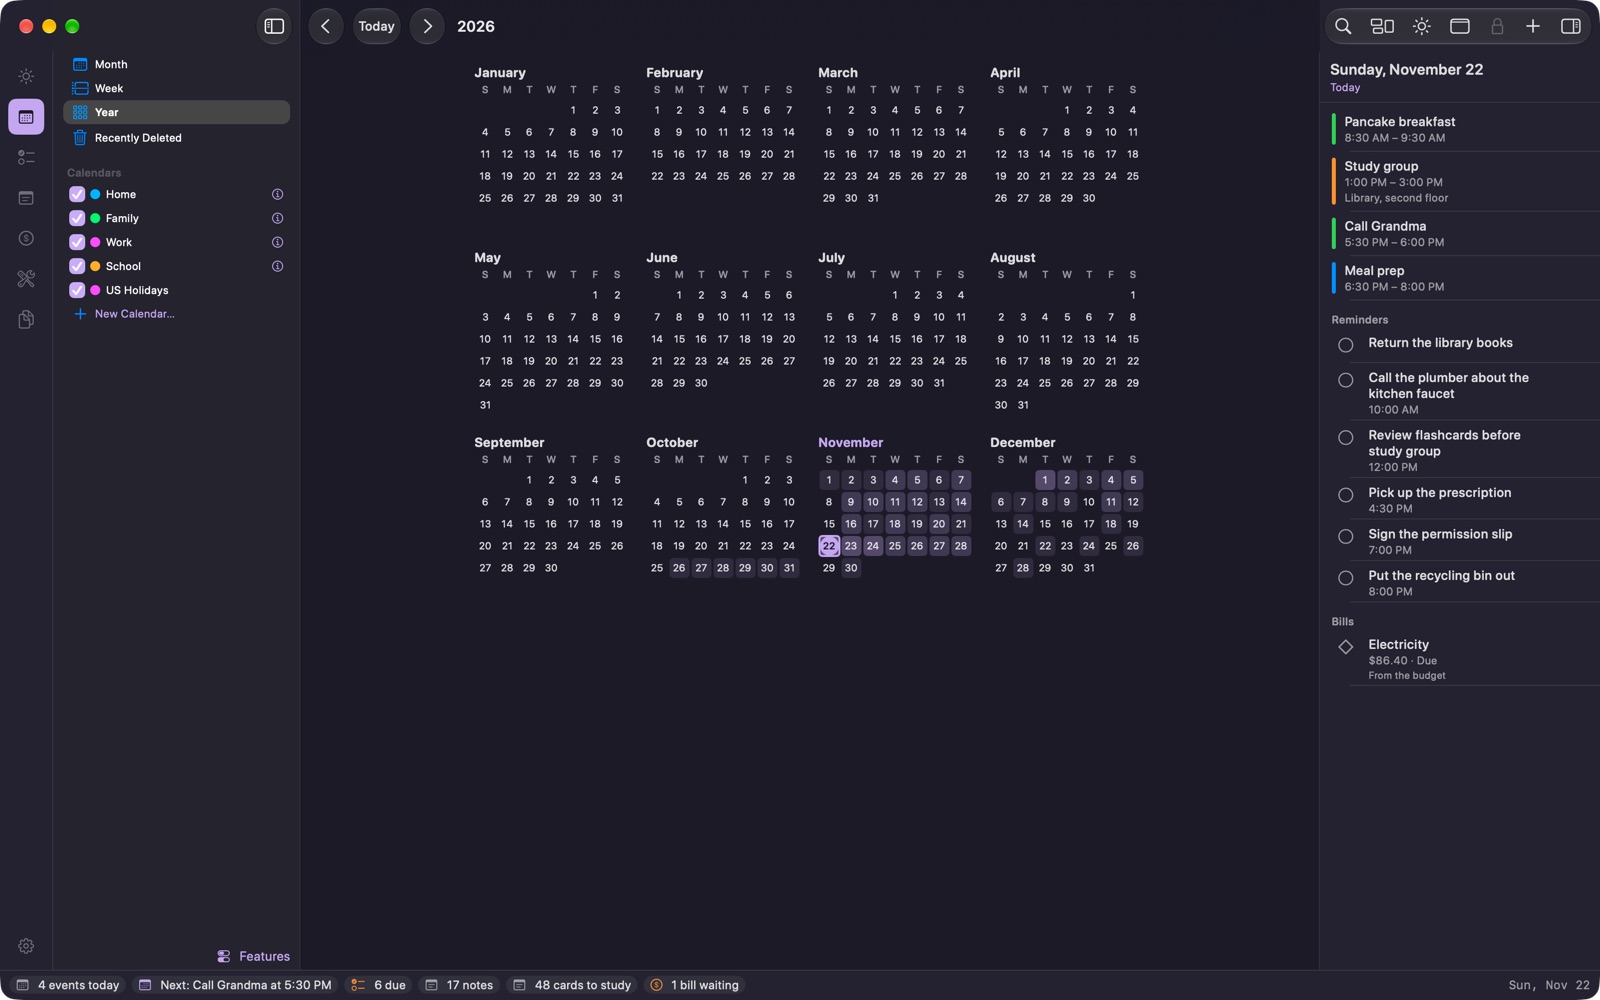 Today
2026
Month
Week
Year
Recently Deleted
Calendars
Home
Family
Work
School
US Holidays
New Calendar...
Features
January
S M T W T F S
1 2 3
4 5 6 7 8 9 10
11 12 13 14 15 16 17
18 19 20 21 22 23 24
25 26 27 28 29 30 31
February
S M T W T F S
1 2 3 4 5 6 7
8 9 10 11 12 13 14
15 16 17 18 19 20 21
22 23 24 25 26 27 28
March
S M T W T F S
1 2 3 4 5 6 7
8 9 10 11 12 13 14
15 16 17 18 19 20 21
22 23 24 25 26 27 28
29 30 31
April
S M T W T F S
1 2 3 4
5 6 7 8 9 10 11
12 13 14 15 16 17 18
19 20 21 22 23 24 25
26 27 28 29 30
May
S M T W T F S
1 2
3 4 5 6 7 8 9
10 11 12 13 14 15 16
17 18 19 20 21 22 23
24 25 26 27 28 29 30
31
June
S M T W T F S
1 2 3 4 5 6
7 8 9 10 11 12 13
14 15 16 17 18 19 20
21 22 23 24 25 26 27
28 29 30
July
S M T W T F S
1 2 3 4
5 6 7 8 9 10 11
12 13 14 15 16 17 18
19 20 21 22 23 24 25
26 27 28 29 30 31
August
S M T W T F S
1
2 3 4 5 6 7 8
9 10 11 12 13 14 15
16 17 18 19 20 21 22
23 24 25 26 27 28 29
30 31
September
S M T W T F S
1 2 3 4 5
6 7 8 9 10 11 12
13 14 15 16 17 18 19
20 21 22 23 24 25 26
27 28 29 30
October
S M T W T F S
1 2 3
4 5 6 7 8 9 10
11 12 13 14 15 16 17
18 19 20 21 22 23 24
25 26 27 28 29 30 31
November
S M T W T F S
1 2 3 4 5 6 7
8 9 10 11 12 13 14
15 16 17 18 19 20 21
22 23 24 25 26 27 28
29 30
December
S M T W T F S
1 2 3 4 5
6 7 8 9 10 11 12
13 14 15 16 17 18 19
20 21 22 23 24 25 26
27 28 29 30 31
Sunday, November 22
Today
Pancake breakfast
8:30 AM – 9:30 AM
Study group
1:00 PM – 3:00 PM
Library, second floor
Call Grandma
5:30 PM – 6:00 PM
Meal prep
6:30 PM – 8:00 PM
Reminders
Return the library books
Call the plumber about the
kitchen faucet
10:00 AM
Review flashcards before
study group
12:00 PM
Pick up the prescription
4:30 PM
Sign the permission slip
7:00 PM
Put the recycling bin out
8:00 PM
Bills
Electricity
$86.40 · Due
From the budget
4 events today
Next: Call Grandma at 5:30 PM
6 due
17 notes
48 cards to study
1 bill waiting
Sun, Nov 22